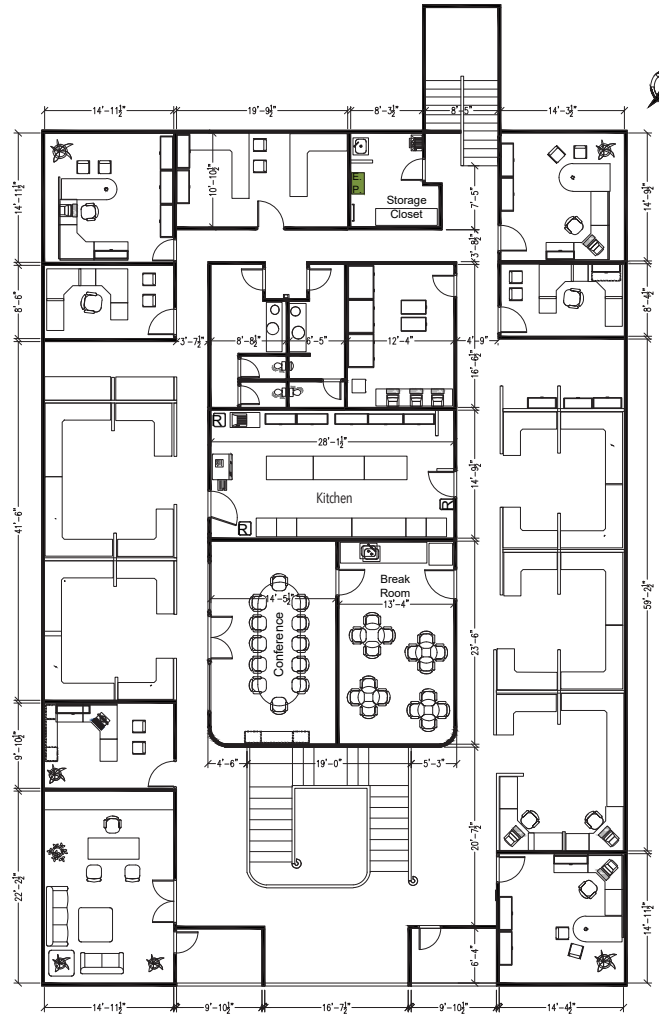 14'-11½" 19'-9½" 8'-3½" 8'-5" 14'-3½"
14'-11½"
10'-10½"
E.
P.
Storage
Closet
7'-5"
14'-9½"
3'-8½"
8'-6"
8'-4½"
3'-7½" 8'-8½" 6'-5" 12'-4" 4'-9"
16'-6½"
R
28'-1½"
14'-9½"
Kitchen
R
R
41'-6"
59'-2½"
Break
Room
14'-5½" 13'-4"
Conference
23'-6"
9'-10½"
4'-6" 19'-0" 5'-3"
20'-7½"
22'-2½"
14'-11½"
6'-4"
14'-11½" 9'-10½" 16'-7½" 9'-10½" 14'-4½"